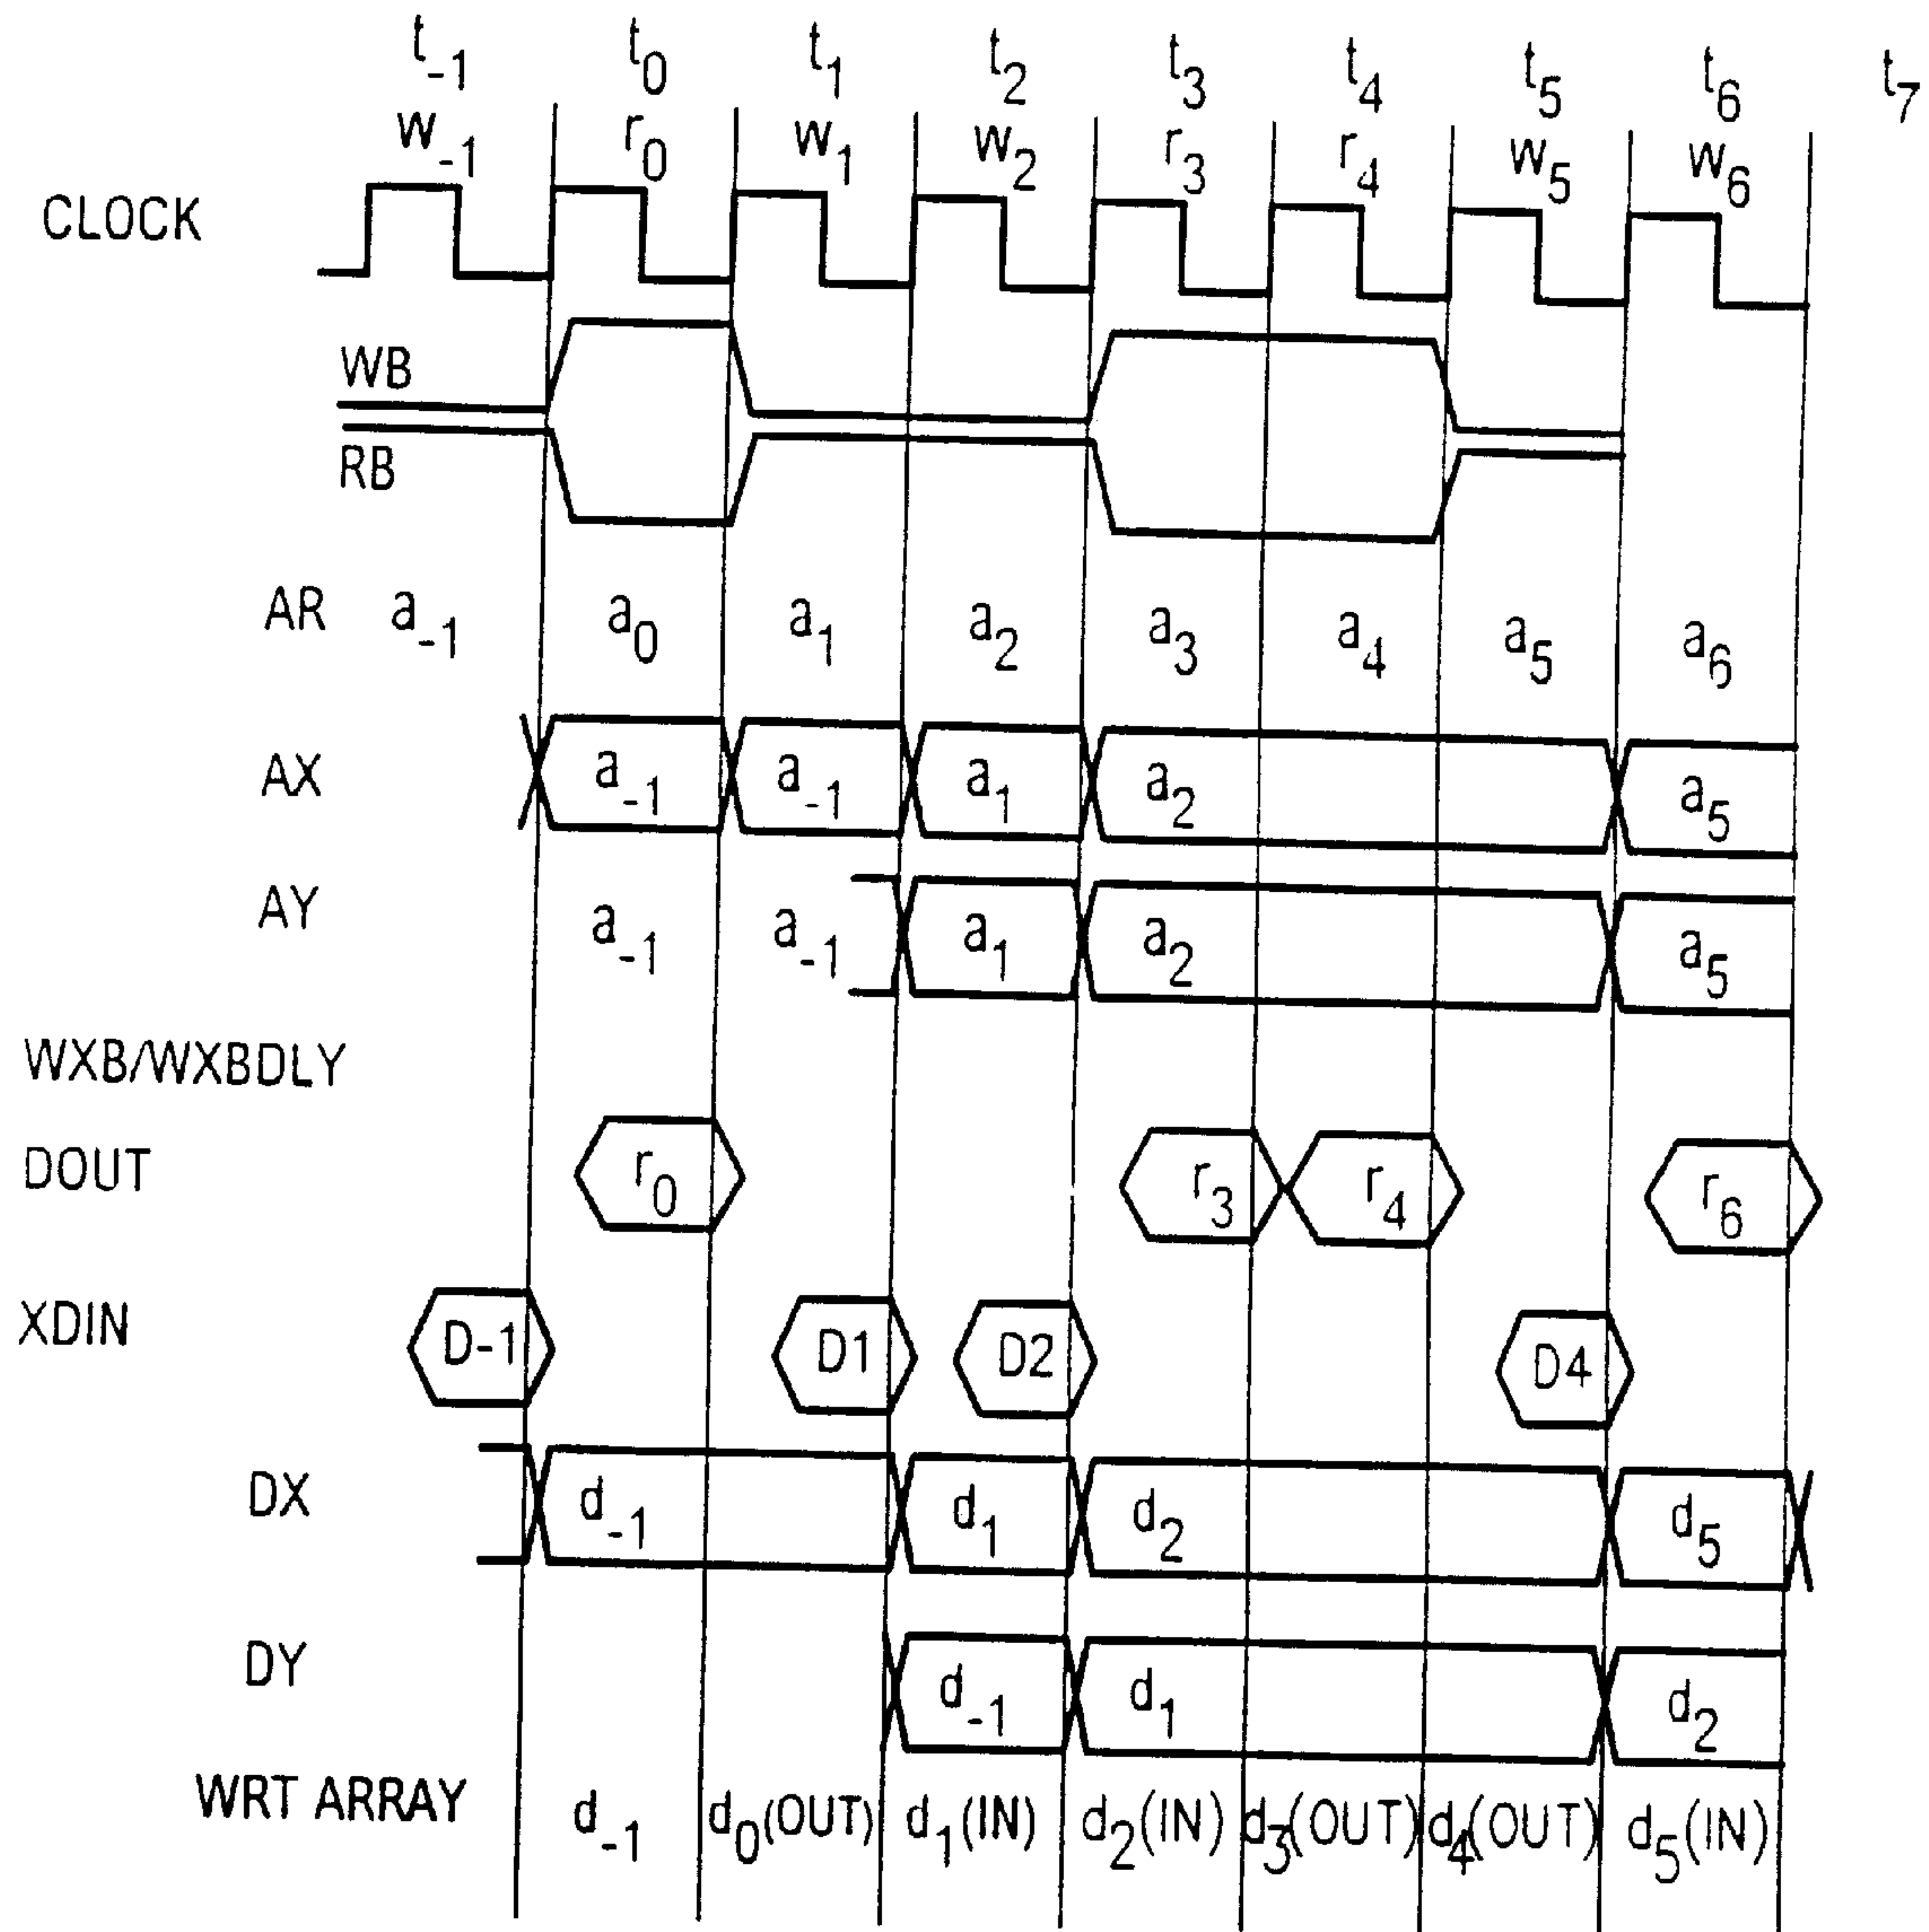 t-1 t0 t1 t2 t3 t4 t5 t6 t7
w-1 r0 w1 w2 r3 r4 w5 w6
CLOCK
WB
RB
AR a-1 a0 a1 a2 a3 a4 a5 a6
AX a-1 a-1 a1 a2 a5
AY a-1 a-1 a1 a2 a5
WXB/WXBDLY
DOUT r0 r3 r4 r6
XDIN D-1 D1 D2 D4
DX d-1 d1 d2 d5
DY d-1 d1 d2
WRT ARRAY d-1 d0(OUT) d1(IN) d2(IN) d3(OUT) d4(OUT) d5(IN)